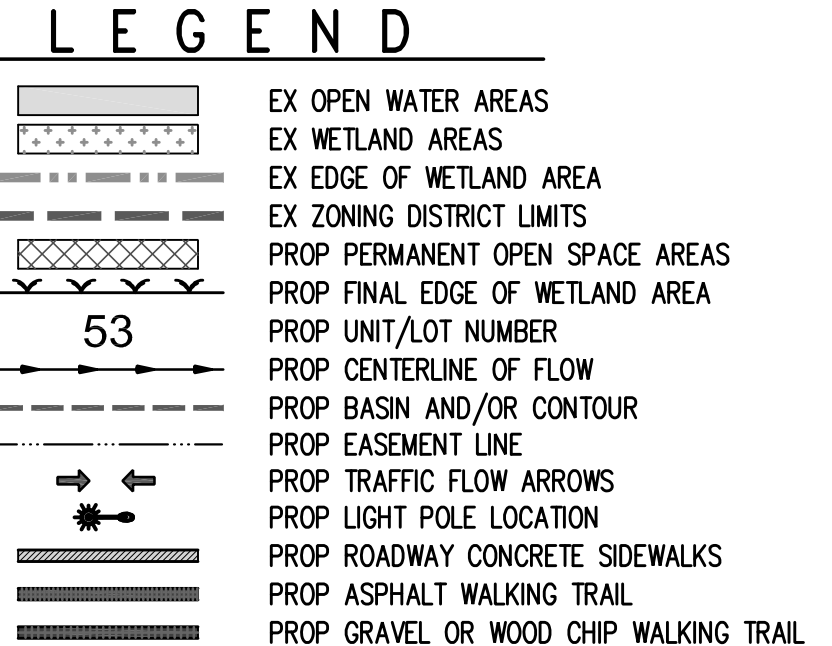 LEGEND
EX OPEN WATER AREAS
EX WETLAND AREAS
EX EDGE OF WETLAND AREA
EX ZONING DISTRICT LIMITS
PROP PERMANENT OPEN SPACE AREAS
PROP FINAL EDGE OF WETLAND AREA
53 PROP UNIT/LOT NUMBER
PROP CENTERLINE OF FLOW
PROP BASIN AND/OR CONTOUR
PROP EASEMENT LINE
PROP TRAFFIC FLOW ARROWS
PROP LIGHT POLE LOCATION
PROP ROADWAY CONCRETE SIDEWALKS
PROP ASPHALT WALKING TRAIL
PROP GRAVEL OR WOOD CHIP WALKING TRAIL